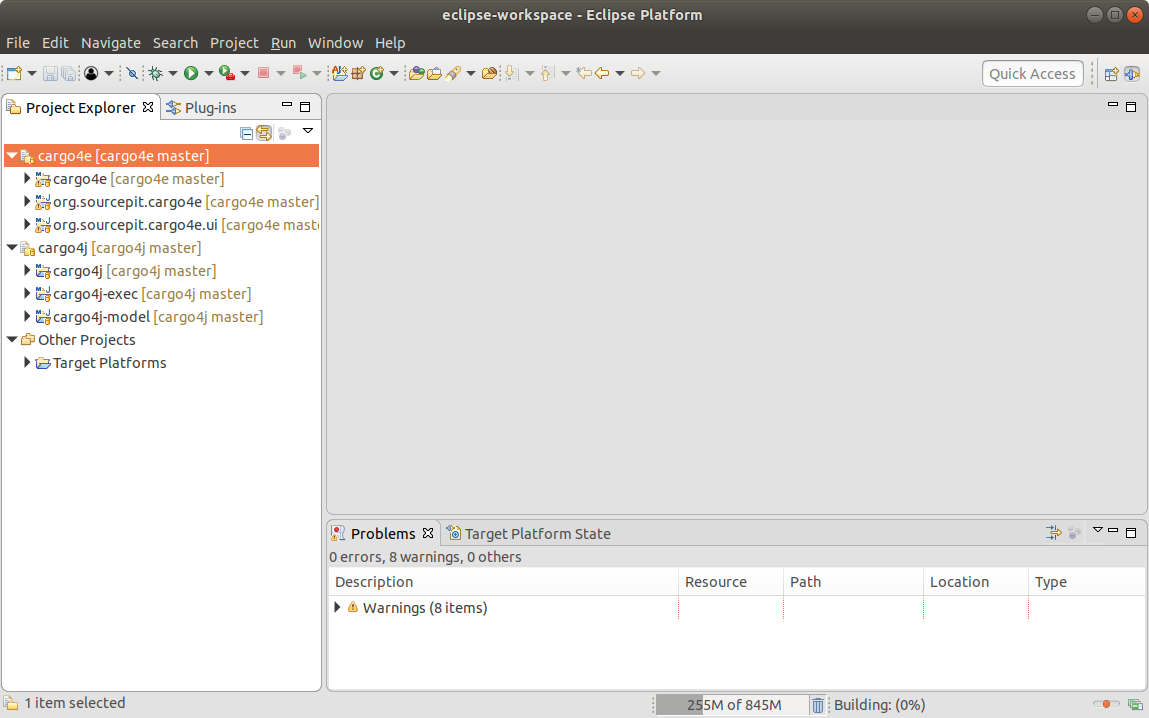 eclipse-workspace - Eclipse Platform
File Edit Navigate Search Project Run Window Help
Quick Access
Project Explorer Plug-ins
cargo4e [cargo4e master]
cargo4e [cargo4e master]
org.sourcepit.cargo4e [cargo4e master]
org.sourcepit.cargo4e.ui [cargo4e mast
cargo4j [cargo4j master]
cargo4j [cargo4j master]
cargo4j-exec [cargo4j master]
cargo4j-model [cargo4j master]
Other Projects
Target Platforms
Problems Target Platform State
0 errors, 8 warnings, 0 others
Description Resource Path Location Type
Warnings (8 items)
1 item selected 255M of 845M Building: (0%)